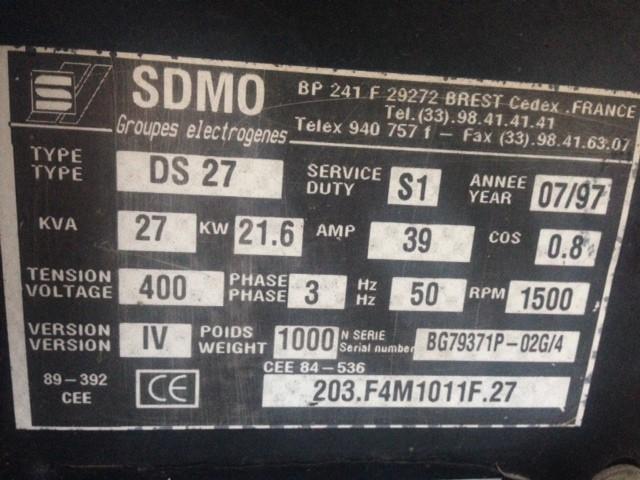 SDMO
Groupes electrogenes
BP 241 F 29272 BREST Cedex .FRANCE
Tel.(33).98.41.41.41
Telex 940 757 f – Fax (33).98.41.63.07
TYPE DS 27 SERVICE S1 ANNEE 07/97
TYPE DUTY YEAR
KVA 27 KW 21.6 AMP 39 COS 0.8
TENSION 400 PHASE 3 Hz 50 RPM 1500
VOLTAGE PHASE Hz
VERSION IV POIDS 1000 N SERIE BG79371P-02G/4
VERSION WEIGHT Serial number
89-392 CE CEE 84-536
CEE 203.F4M1011F.27